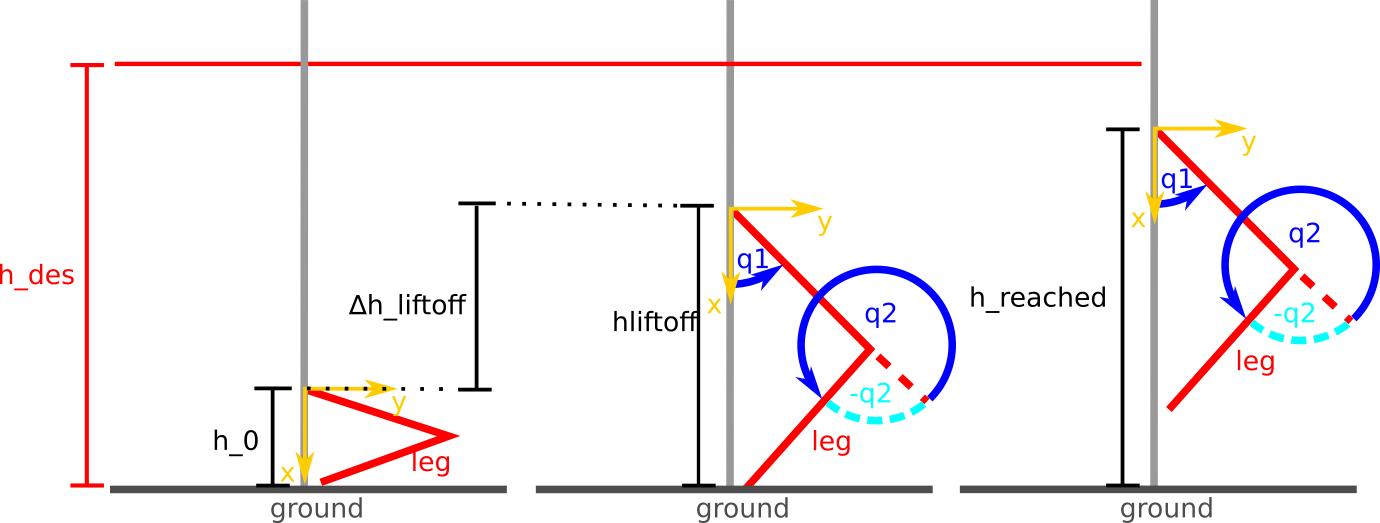 h_des
h_0
x
y
leg
ground
Δh_liftoff
hliftoff
x
y
q1
q2
-q2
leg
ground
h_reached
x
y
q1
q2
-q2
leg
ground